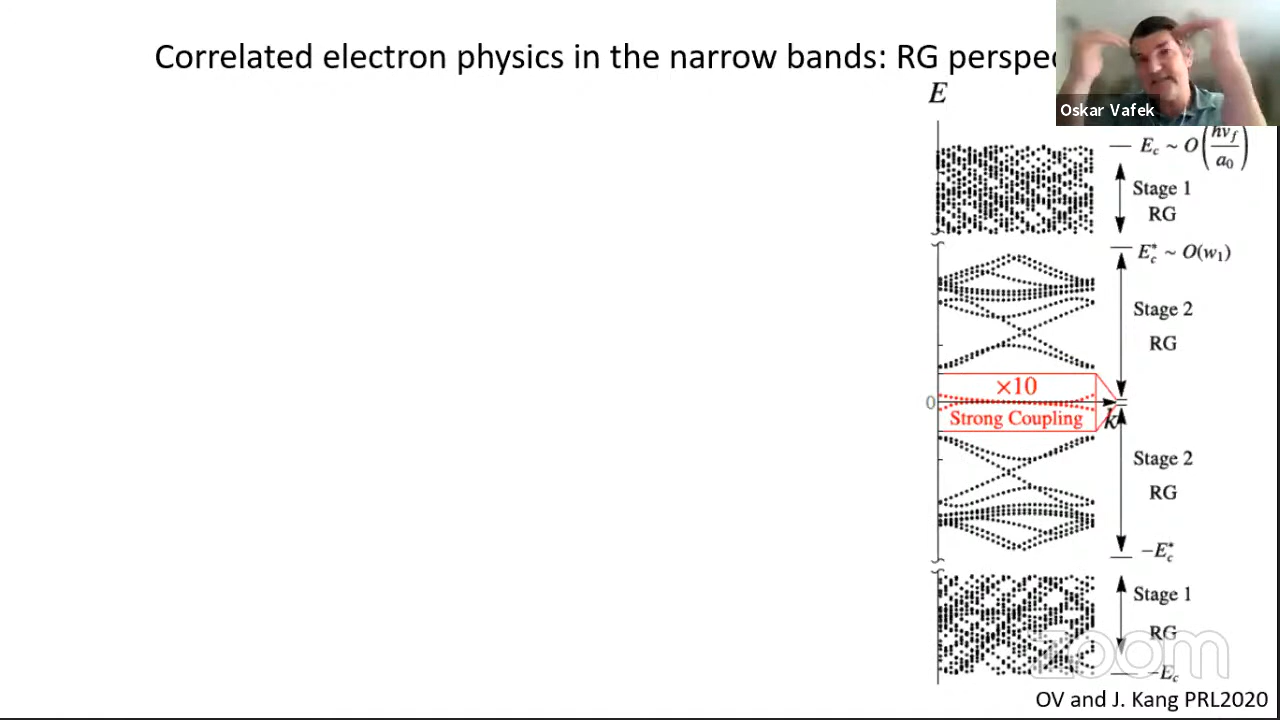 Correlated electron physics in the narrow bands: RG
Oskar Vafek
E
E_c ~ O(ħv_f / a_0)
Stage 1
RG
E_c^* ~ O(w_1)
Stage 2
RG
×10
0
Strong Coupling
k
Stage 2
RG
-E_c^*
Stage 1
RG
zoom
-E_c
OV and J. Kang PRL2020